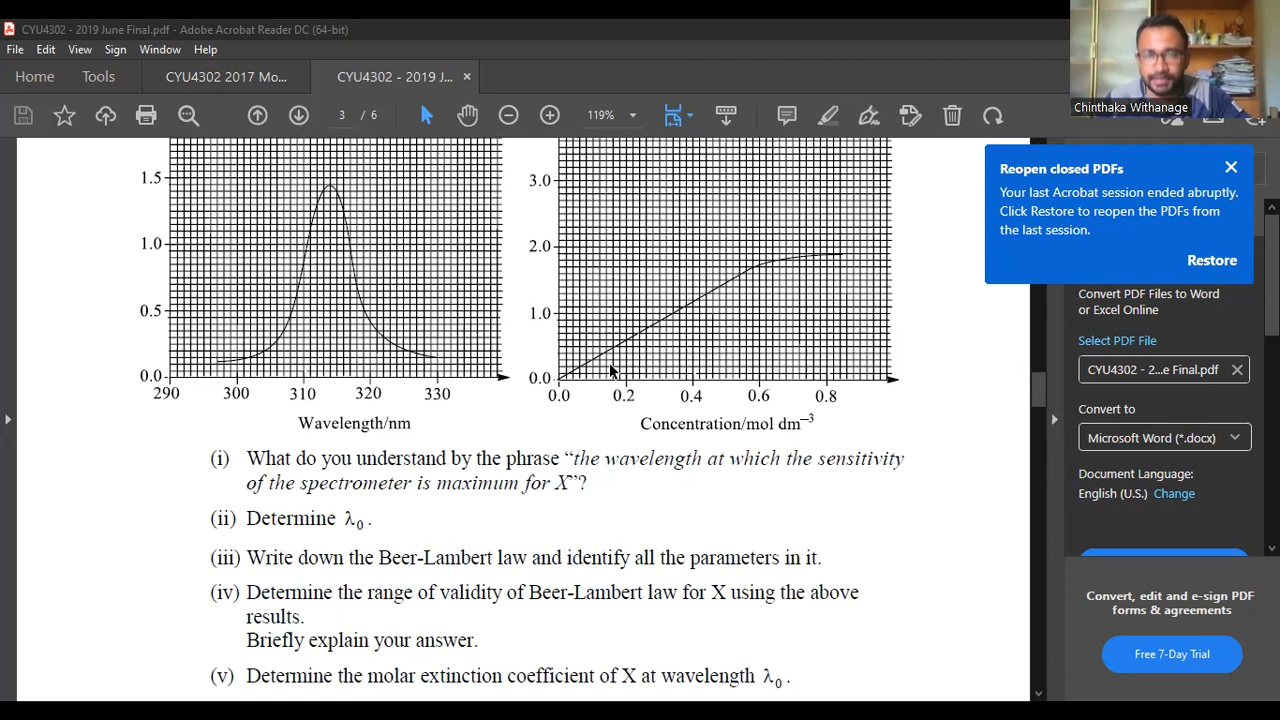 CYU4302 - 2019 June Final.pdf - Adobe Acrobat Reader DC (64-bit)
File Edit View Sign Window Help
Home Tools CYU4302 2017 Mo... CYU4302 - 2019 J... ×
3 / 6 119%
Chinthaka Withanage
Reopen closed PDFs
Your last Acrobat session ended abruptly.
Click Restore to reopen the PDFs from
the last session.
Restore
Convert PDF Files to Word
or Excel Online
Select PDF File
CYU4302 - 2...e Final.pdf
Convert to
Microsoft Word (*.docx)
Document Language:
English (U.S.) Change
Convert, edit and e-sign PDF
forms & agreements
Free 7-Day Trial
1.5
1.0
0.5
0.0
290 300 310 320 330
Wavelength/nm
3.0
2.0
1.0
0.0
0.0 0.2 0.4 0.6 0.8
Concentration/mol dm⁻³
(i) What do you understand by the phrase “the wavelength at which the sensitivity
of the spectrometer is maximum for X”?
(ii) Determine λ₀ .
(iii) Write down the Beer-Lambert law and identify all the parameters in it.
(iv) Determine the range of validity of Beer-Lambert law for X using the above
results.
Briefly explain your answer.
(v) Determine the molar extinction coefficient of X at wavelength λ₀ .